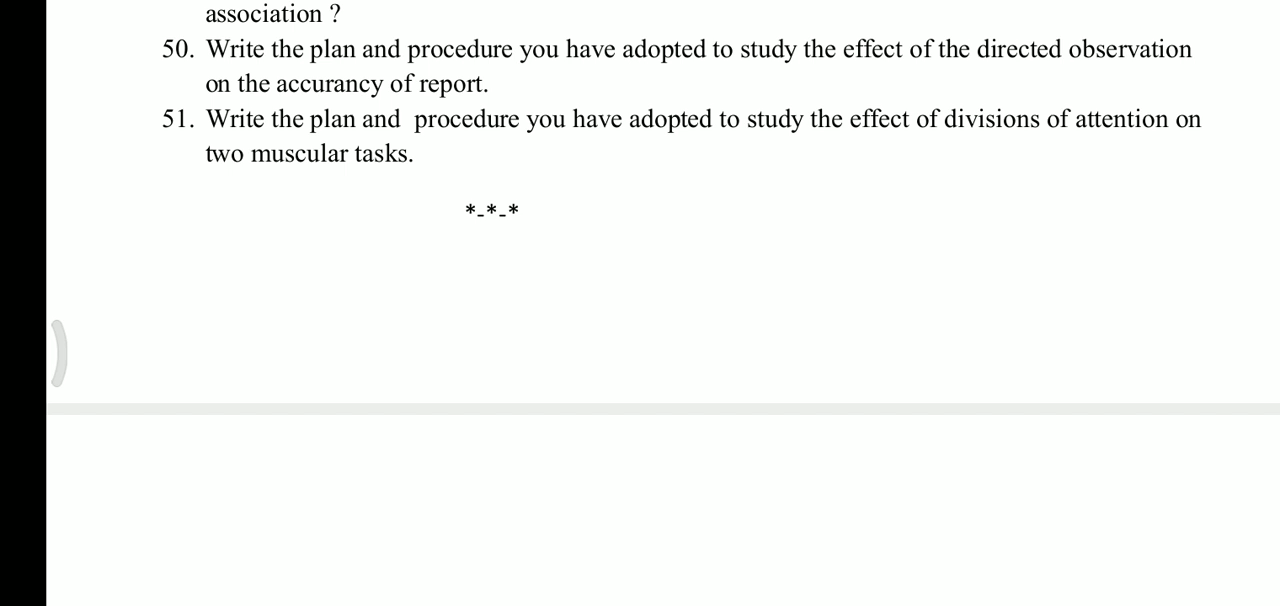 association ?
50. Write the plan and procedure you have adopted to study the effect of the directed observation
on the accurancy of report.
51. Write the plan and  procedure you have adopted to study the effect of divisions of attention on
two muscular tasks.
*-*-*